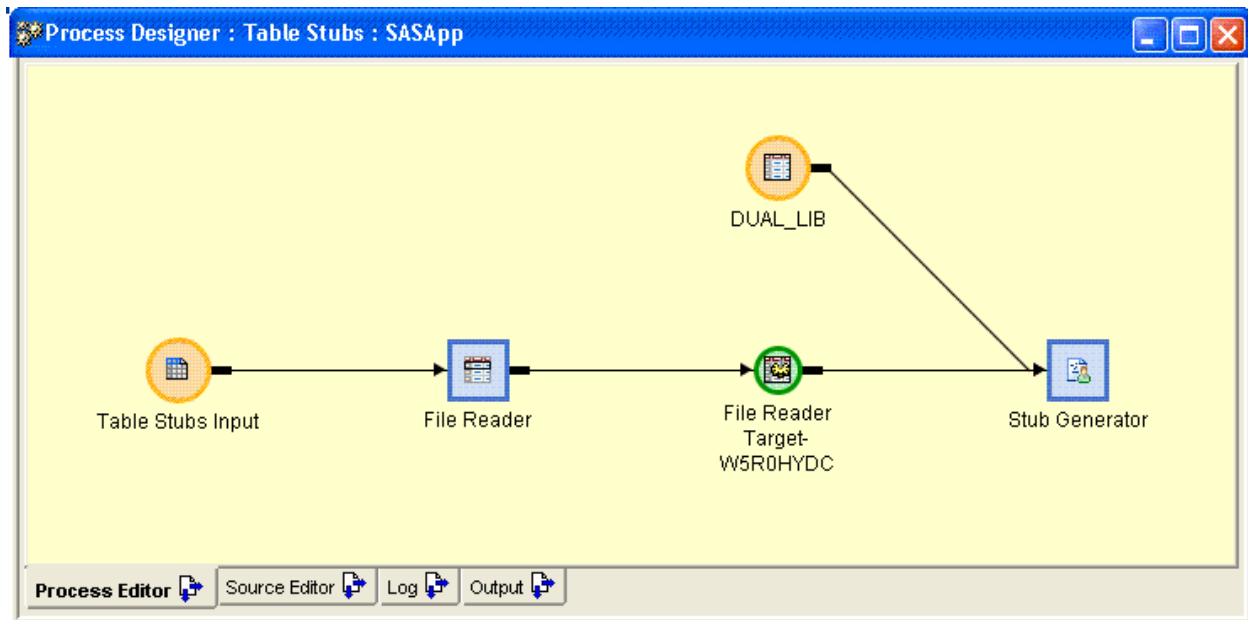 Process Designer : Table Stubs : SASApp
DUAL_LIB
Table Stubs Input
File Reader
File Reader
Target-
W5R0HYDC
Stub Generator
Process Editor
Source Editor
Log
Output